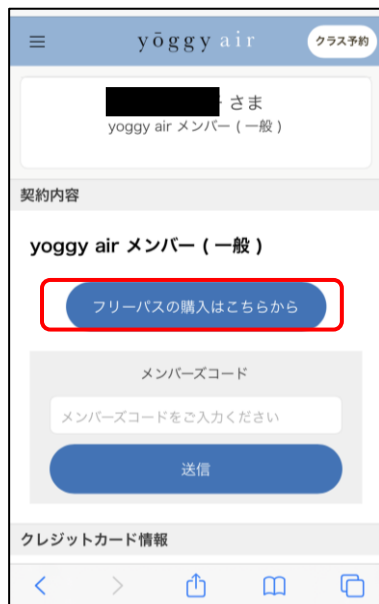 yōggy air
クラス予約
さま
yoggy air メンバー ( 一般 )
契約内容
yoggy air メンバー ( 一般 )
フリーパスの購入はこちらから
メンバーズコード
メンバーズコードをご入力ください
送信
クレジットカード情報